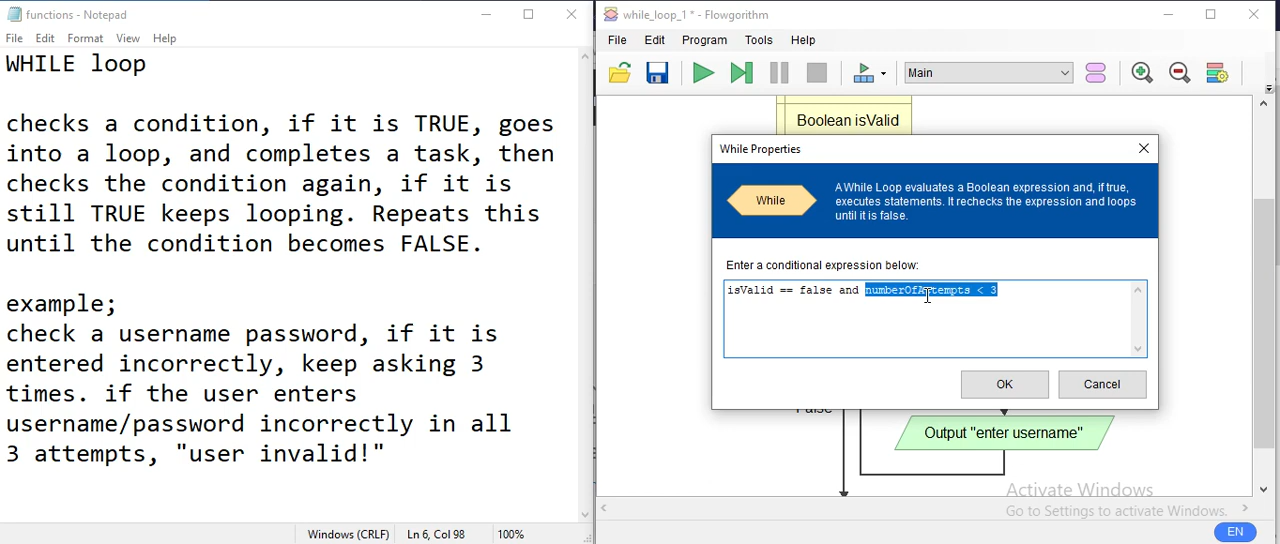 functions - Notepad
File Edit Format View Help
WHILE loop
checks a condition, if it is TRUE, goes
into a loop, and completes a task, then
checks the condition again, if it is
still TRUE keeps looping. Repeats this
until the condition becomes FALSE.
example;
check a username password, if it is
entered incorrectly, keep asking 3
times. if the user enters
username/password incorrectly in all
3 attempts, "user invalid!"
Windows (CRLF) Ln 6, Col 98 100%
while_loop_1 * - Flowgorithm
File Edit Program Tools Help
Main
Boolean isValid
While Properties
While
A While Loop evaluates a Boolean expression and, if true,
executes statements. It rechecks the expression and loops
until it is false.
Enter a conditional expression below:
isValid == false and numberOfAttempts < 3
OK Cancel
False
Output "enter username"
Activate Windows
Go to Settings to activate Windows.
EN